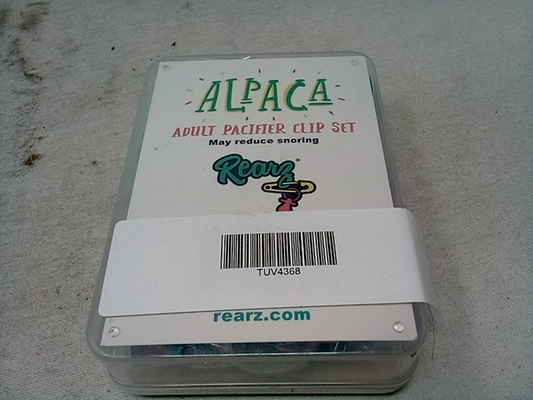 ALPACA
ADULT PACIFIER CLIP SET
May reduce snoring
Rearz®
TUV4368
rearz.com